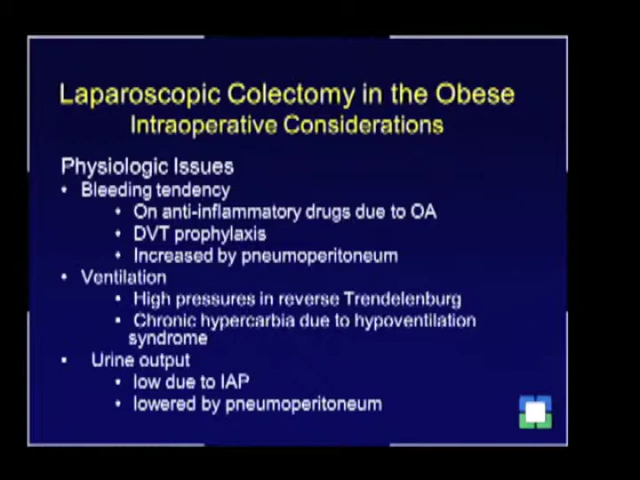 Laparoscopic Colectomy in the Obese
Intraoperative Considerations
Physiologic Issues
• Bleeding tendency
• On anti-inflammatory drugs due to OA
• DVT prophylaxis
• Increased by pneumoperitoneum
• Ventilation
• High pressures in reverse Trendelenburg
• Chronic hypercarbia due to hypoventilation
syndrome
• Urine output
• low due to IAP
• lowered by pneumoperitoneum